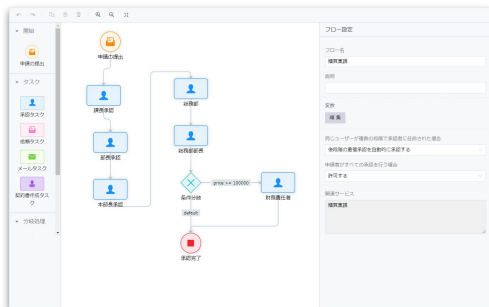 開始
申請の提出
タスク
承認タスク
依頼タスク
メールタスク
契約書作成タスク
分岐処理
申請の提出
課長承認
部長承認
本部長承認
総務部
総務部部長
条件分岐
price >= 100000
財務責任者
default
承認完了
フロー設定
フロー名
購買稟議
説明
変数
編集
同じユーザーが複数の段階で承認者に任命された場合
後段階の重複承認を自動的に承認する
申請者がすべての承認を行う場合
許可する
関連サービス
購買稟議